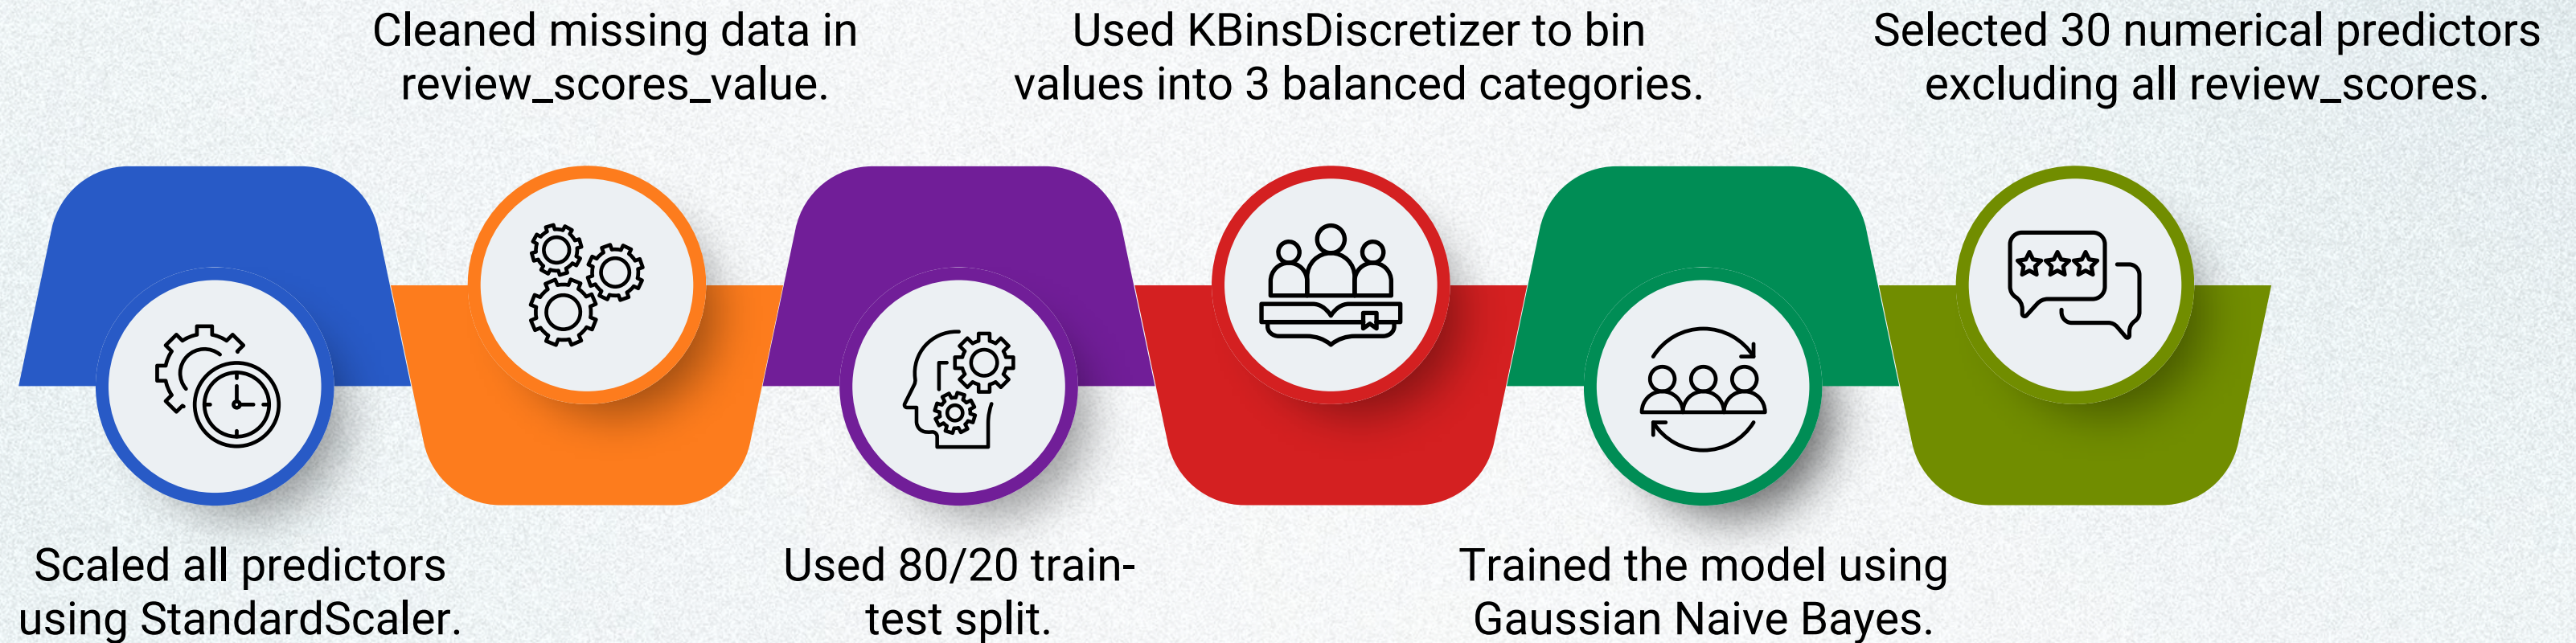 Cleaned missing data in
review_scores_value.
Used KBinsDiscretizer to bin
values into 3 balanced categories.
Selected 30 numerical predictors
excluding all review_scores.
Scaled all predictors
using StandardScaler.
Used 80/20 train-
test split.
Trained the model using
Gaussian Naive Bayes.